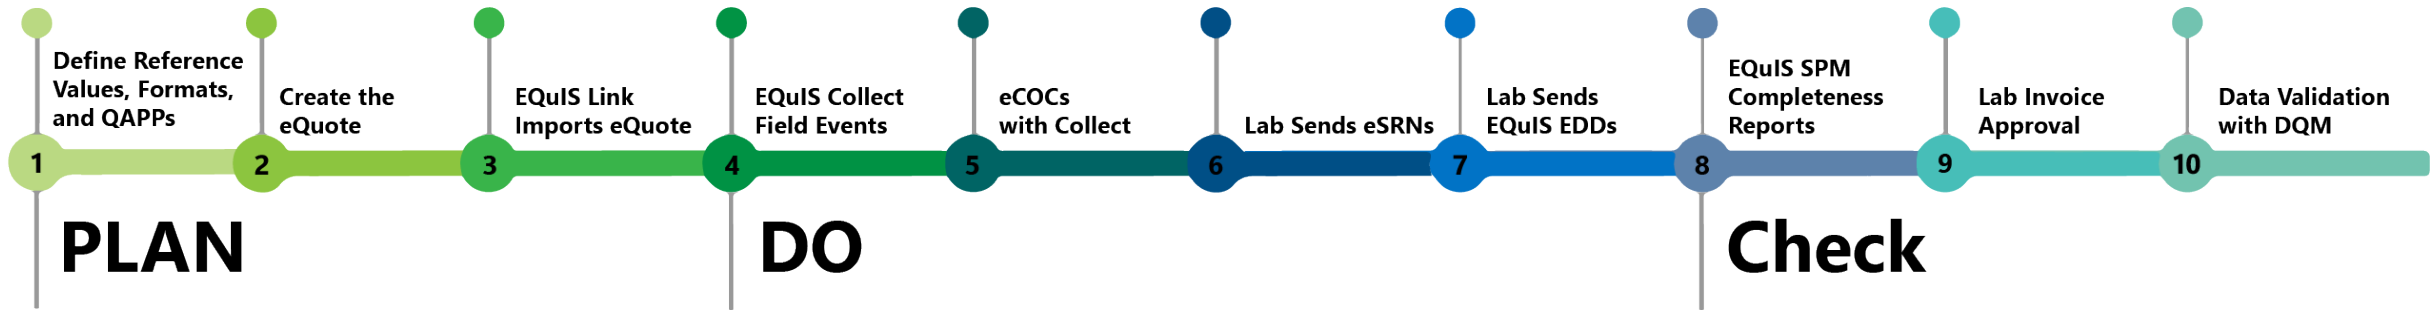 Define Reference
Values, Formats,
and QAPPs
Create the
eQuote
EQuIS Link
Imports eQuote
EQuIS Collect
Field Events
eCOCs
with Collect
Lab Sends eSRNs
Lab Sends
EQuIS EDDs
EQuIS SPM
Completeness
Reports
Lab Invoice
Approval
Data Validation
with DQM
1
2
3
4
5
6
7
8
9
10
PLAN
DO
Check